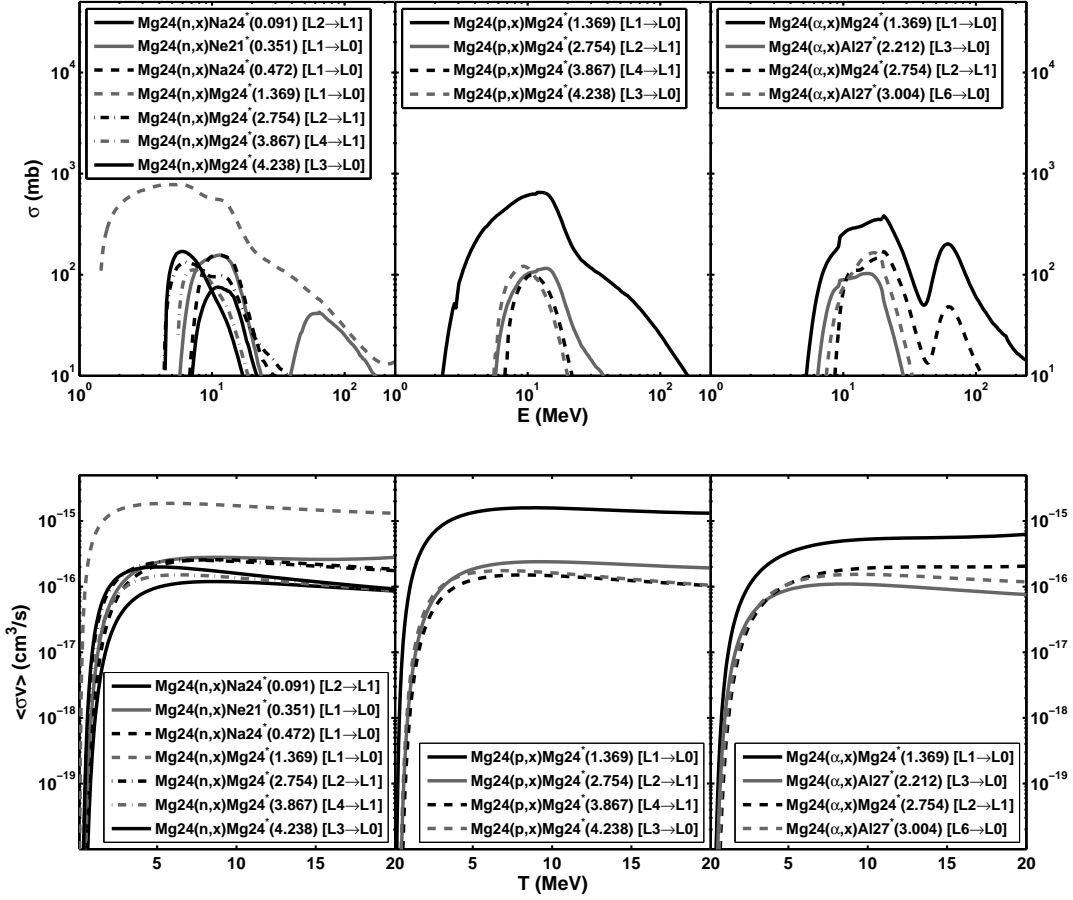 Mg24(n,x)Na24*(0.091) [L2→L1]
Mg24(n,x)Ne21*(0.351) [L1→L0]
Mg24(n,x)Na24*(0.472) [L1→L0]
Mg24(n,x)Mg24*(1.369) [L1→L0]
Mg24(n,x)Mg24*(2.754) [L2→L1]
Mg24(n,x)Mg24*(3.867) [L4→L1]
Mg24(n,x)Mg24*(4.238) [L3→L0]
Mg24(p,x)Mg24*(1.369) [L1→L0]
Mg24(p,x)Mg24*(2.754) [L2→L1]
Mg24(p,x)Mg24*(3.867) [L4→L1]
Mg24(p,x)Mg24*(4.238) [L3→L0]
Mg24(α,x)Mg24*(1.369) [L1→L0]
Mg24(α,x)Al27*(2.212) [L3→L0]
Mg24(α,x)Mg24*(2.754) [L2→L1]
Mg24(α,x)Al27*(3.004) [L6→L0]
10⁴
10³
10²
10¹
σ (mb)
10⁴
10³
10²
10¹
10⁰ 10¹ 10² 10⁰ 10¹ 10² 10⁰ 10¹ 10²
E (MeV)
10⁻¹⁵
10⁻¹⁶
10⁻¹⁷
10⁻¹⁸
10⁻¹⁹
<σv> (cm³/s)
10⁻¹⁵
10⁻¹⁶
10⁻¹⁷
10⁻¹⁸
10⁻¹⁹
Mg24(n,x)Na24*(0.091) [L2→L1]
Mg24(n,x)Ne21*(0.351) [L1→L0]
Mg24(n,x)Na24*(0.472) [L1→L0]
Mg24(n,x)Mg24*(1.369) [L1→L0]
Mg24(n,x)Mg24*(2.754) [L2→L1]
Mg24(n,x)Mg24*(3.867) [L4→L1]
Mg24(n,x)Mg24*(4.238) [L3→L0]
Mg24(p,x)Mg24*(1.369) [L1→L0]
Mg24(p,x)Mg24*(2.754) [L2→L1]
Mg24(p,x)Mg24*(3.867) [L4→L1]
Mg24(p,x)Mg24*(4.238) [L3→L0]
Mg24(α,x)Mg24*(1.369) [L1→L0]
Mg24(α,x)Al27*(2.212) [L3→L0]
Mg24(α,x)Mg24*(2.754) [L2→L1]
Mg24(α,x)Al27*(3.004) [L6→L0]
5 10 15 20 5 10 15 20 5 10 15 20
T (MeV)